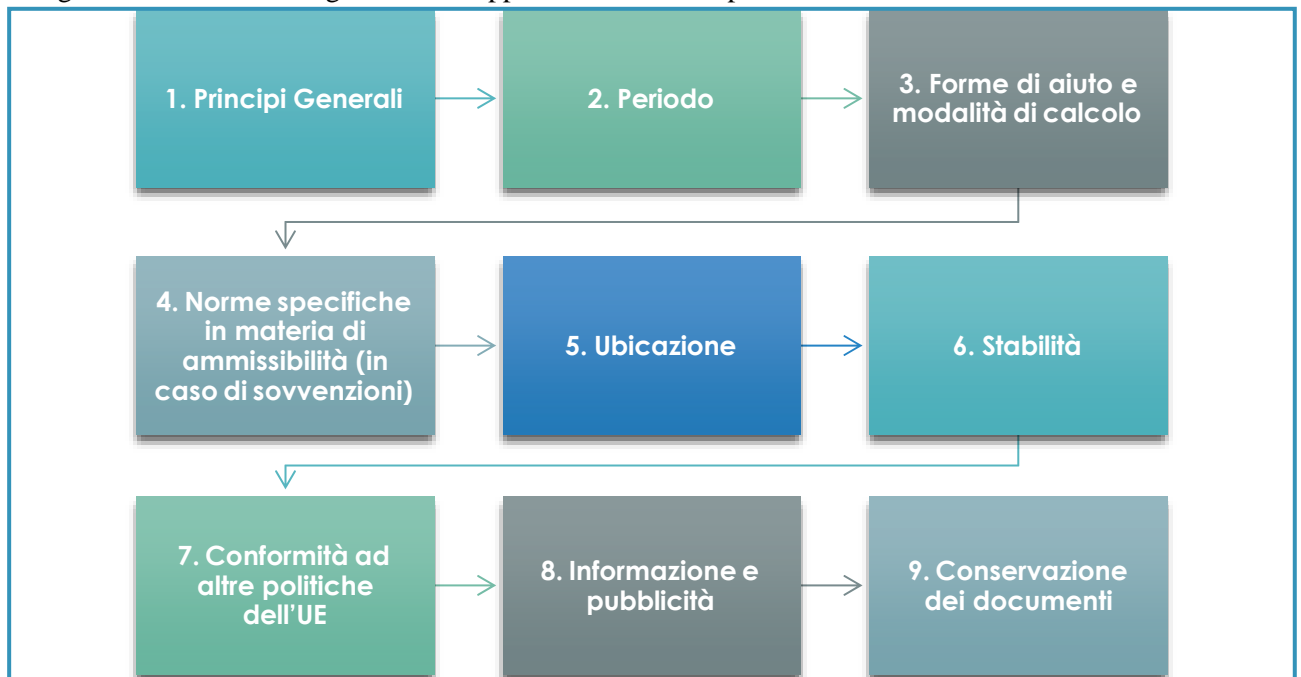 1. Principi Generali
2. Periodo
3. Forme di aiuto e
modalità di calcolo
4. Norme specifiche
in materia di
ammissibilità (in
caso di sovvenzioni)
5. Ubicazione
6. Stabilità
7. Conformità ad
altre politiche
dell’UE
8. Informazione e
pubblicità
9. Conservazione
dei documenti